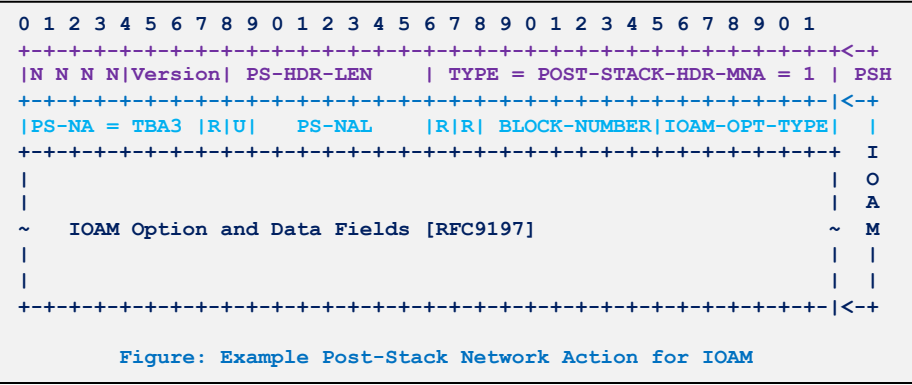 0 1 2 3 4 5 6 7 8 9 0 1 2 3 4 5 6 7 8 9 0 1 2 3 4 5 6 7 8 9 0 1
 +-+-+-+-+-+-+-+-+-+-+-+-+-+-+-+-+-+-+-+-+-+-+-+-+-+-+-+-+-+-+-+-+<-+
 |N N N N|Version| PS-HDR-LEN    | TYPE = POST-STACK-HDR-MNA = 1 | PSH
 +-+-+-+-+-+-+-+-+-+-+-+-+-+-+-+-+-+-+-+-+-+-+-+-+-+-+-+-+-+-+-+-|<-+
 |PS-NA = TBA3 |R|U|   PS-NAL    |R|R| BLOCK-NUMBER|IOAM-OPT-TYPE|  |
 +-+-+-+-+-+-+-+-+-+-+-+-+-+-+-+-+-+-+-+-+-+-+-+-+-+-+-+-+-+-+-+-+  I
 |                                                               |  O
 |                                                               |  A
 ~   IOAM Option and Data Fields [RFC9197]                       ~  M
 |                                                               |  |
 |                                                               |  |
 +-+-+-+-+-+-+-+-+-+-+-+-+-+-+-+-+-+-+-+-+-+-+-+-+-+-+-+-+-+-+-+-|<-+
 Figure: Example Post-Stack Network Action for IOAM